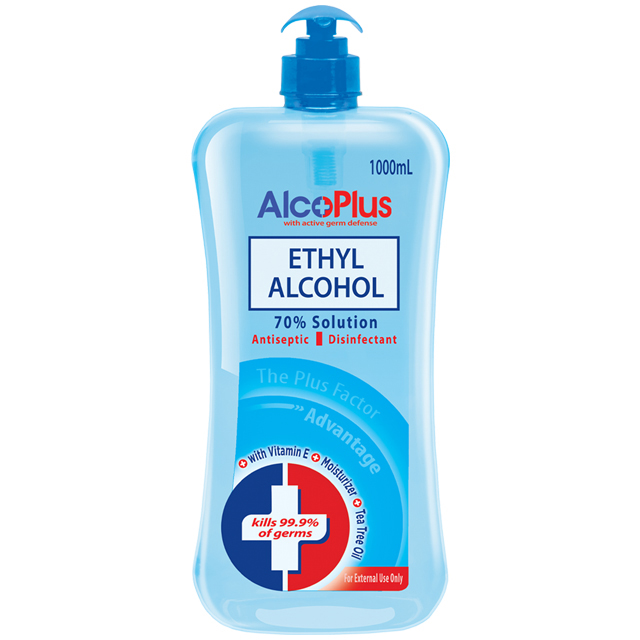 1000mL
AlcoPlus
with active germ defense
ETHYL
ALCOHOL
70% Solution
Antiseptic Disinfectant
The Plus Factor
Advantage
with Vitamin E Moisturizer Tea Tree Oil
kills 99.9%
of germs
For External Use Only